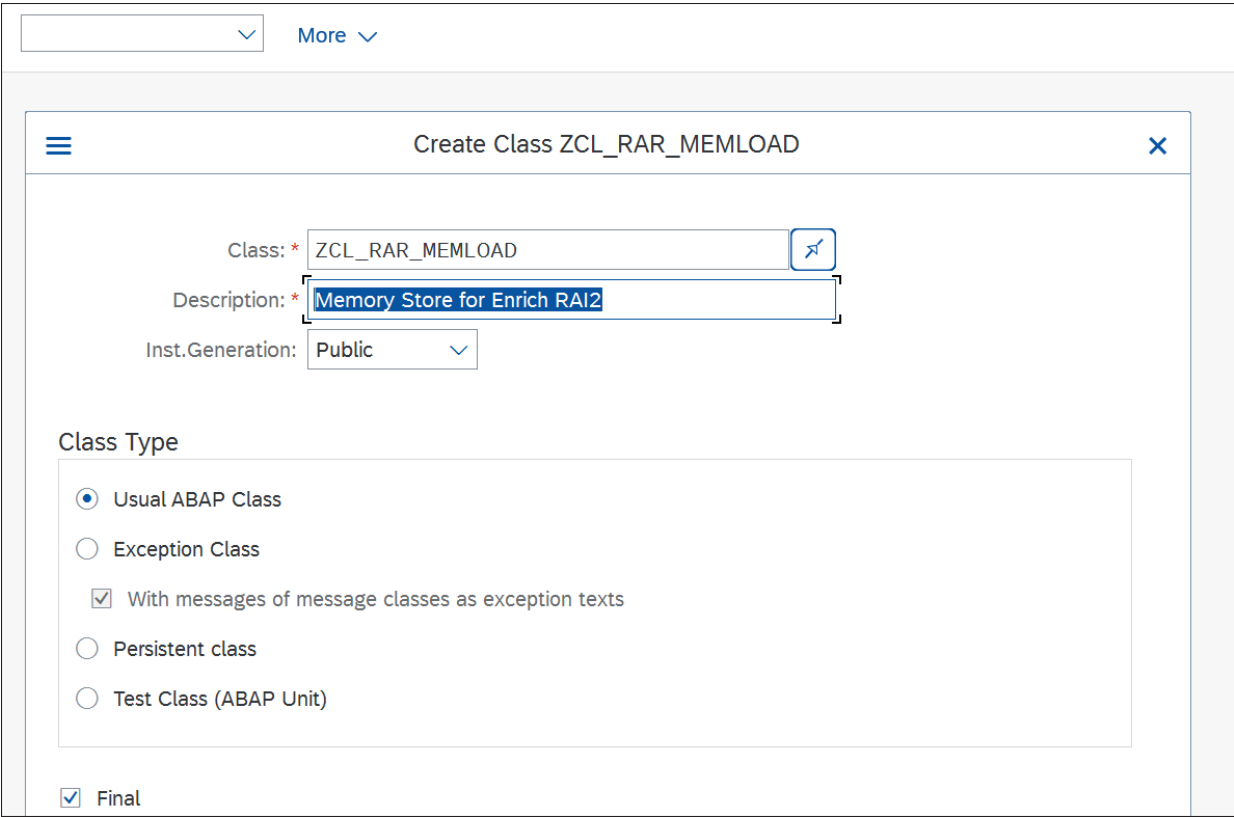 More
Create Class ZCL_RAR_MEMLOAD
Class: * ZCL_RAR_MEMLOAD
Description: * Memory Store for Enrich RAI2
Inst.Generation: Public
Class Type
Usual ABAP Class
Exception Class
With messages of message classes as exception texts
Persistent class
Test Class (ABAP Unit)
Final